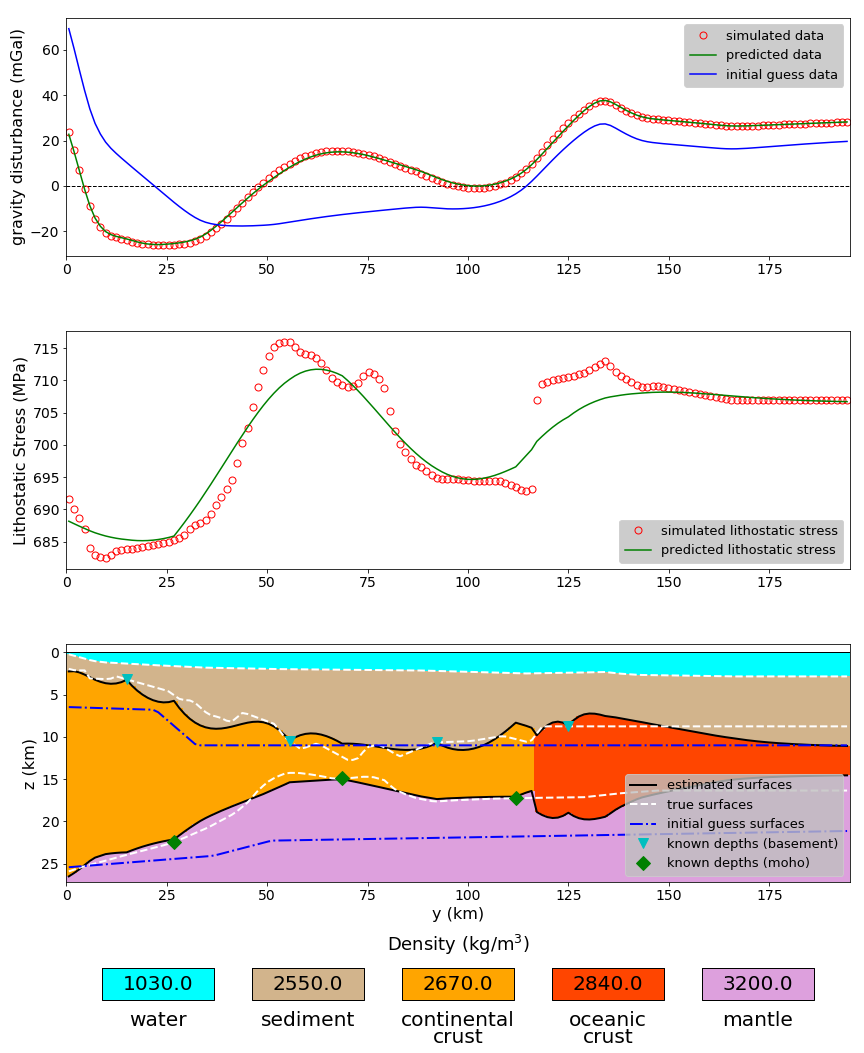 gravity disturbance (mGal)
60
40
20
0
−20
simulated data
predicted data
initial guess data
0 25 50 75 100 125 150 175
Lithostatic Stress (MPa)
715
710
705
700
695
690
685
simulated lithostatic stress
predicted lithostatic stress
0 25 50 75 100 125 150 175
z (km)
0
5
10
15
20
25
estimated surfaces
true surfaces
initial guess surfaces
known depths (basement)
known depths (moho)
0 25 50 75 100 125 150 175
y (km)
Density (kg/m³)
1030.0 2550.0 2670.0 2840.0 3200.0
water sediment continental oceanic mantle
crust crust